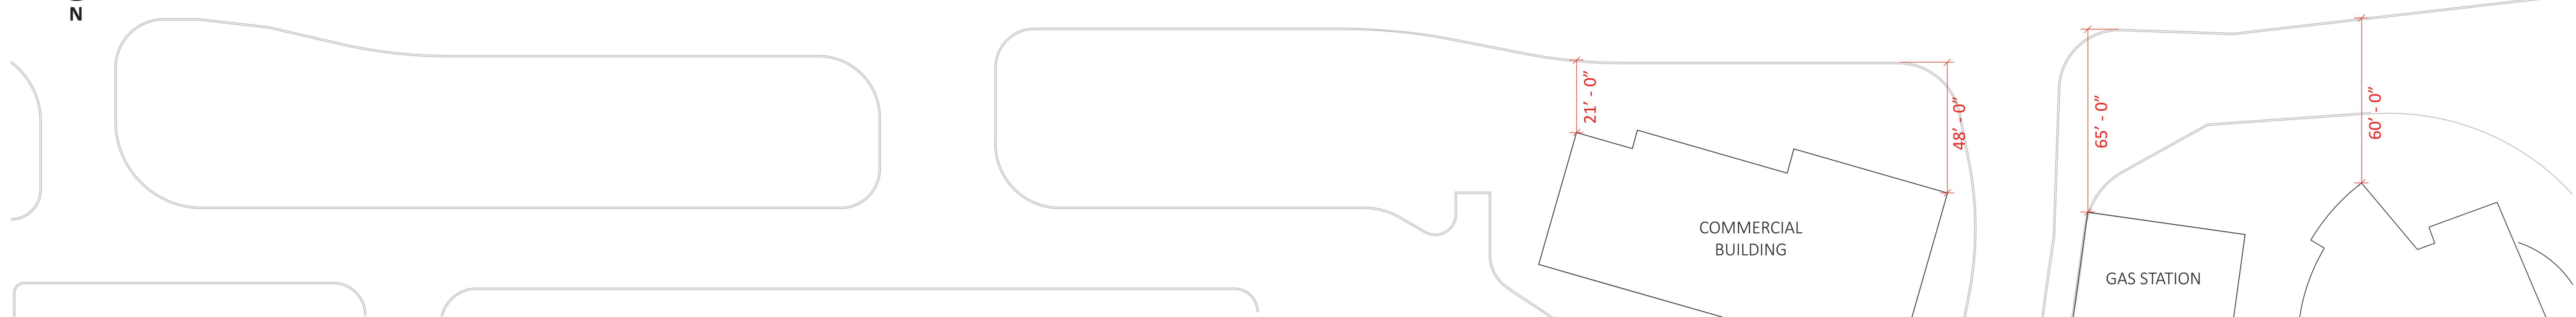 N
21’ - 0”
48’ - 0”
65’ - 0”
60’ - 0”
COMMERCIAL
BUILDING
GAS STATION